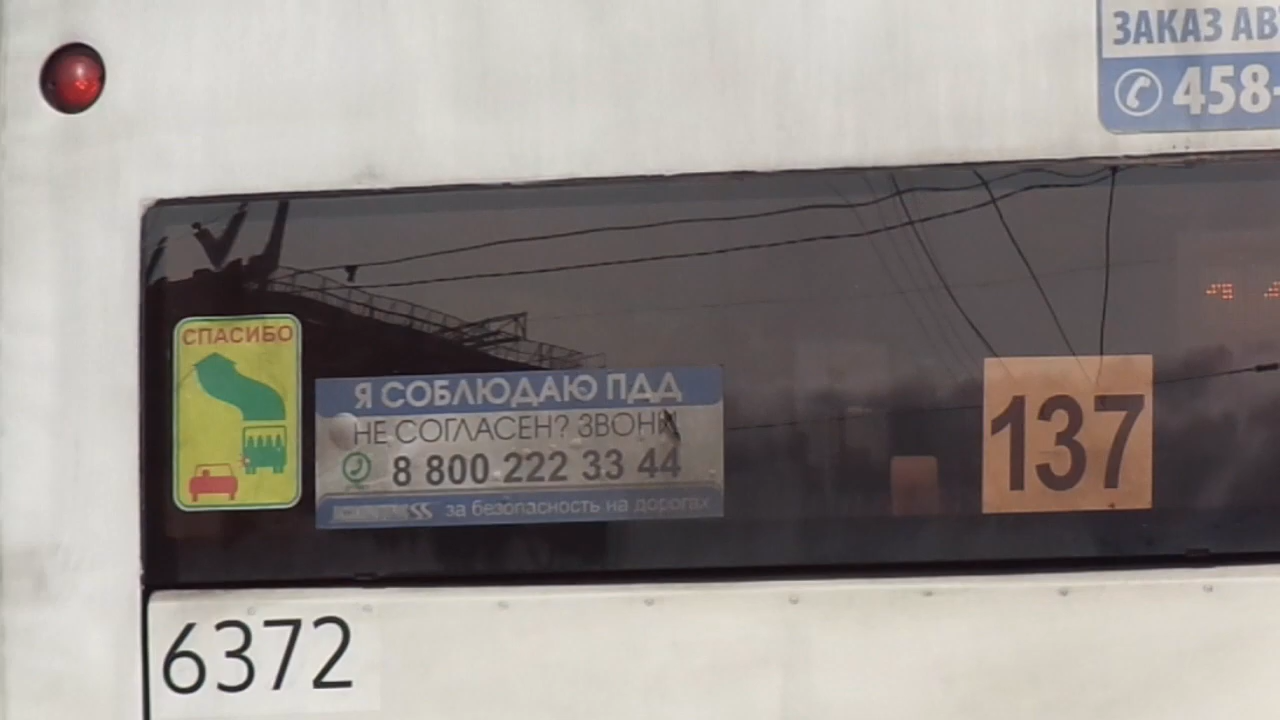 ЗАКАЗ АВ
458-
СПАСИБО
Я СОБЛЮДАЮ ПДД
НЕ СОГЛАСЕН? ЗВОНИ
8 800 222 33 44
за безопасность на дорогах
137
6372